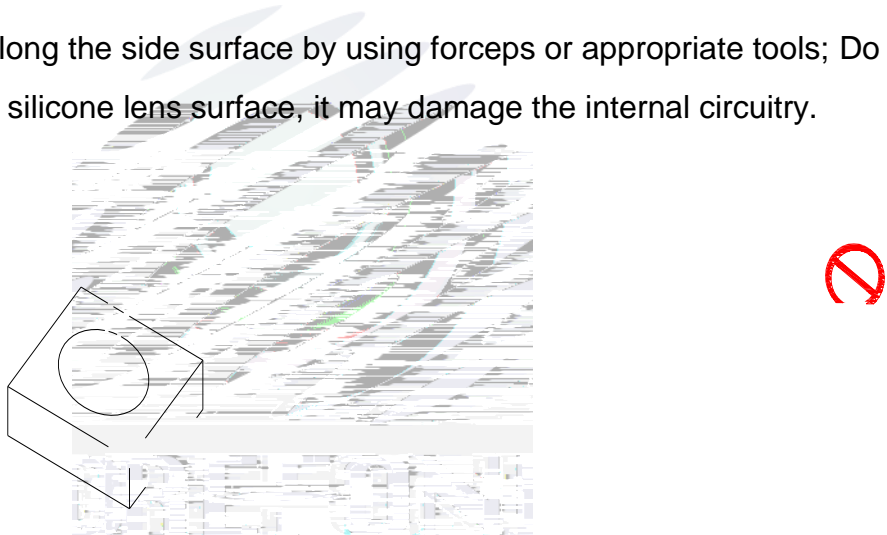 long the side surface by using forceps or appropriate tools; Do
silicone lens surface, it may damage the internal circuitry.